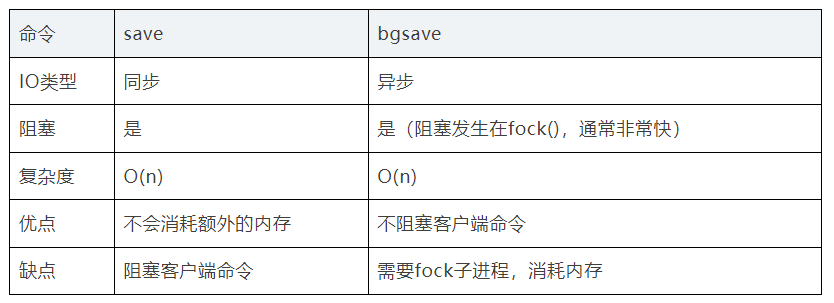 命令 save bgsave
IO类型 同步 异步
阻塞 是 是（阻塞发生在fock()，通常非常快）
复杂度 O(n) O(n)
优点 不会消耗额外的内存 不阻塞客户端命令
缺点 阻塞客户端命令 需要fock子进程，消耗内存